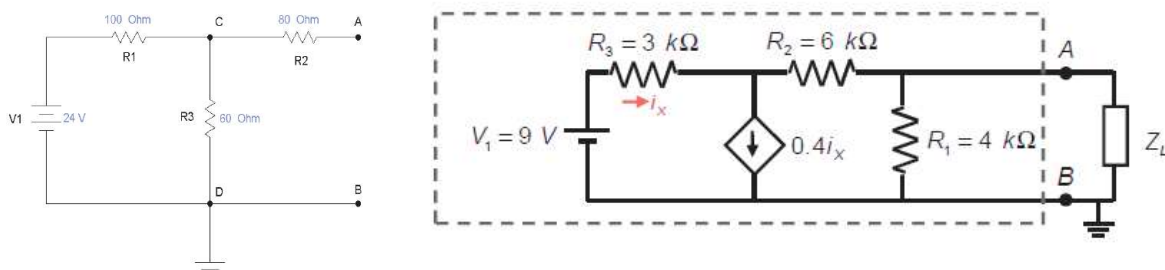 100 Ohm
C
80 Ohm
A
R1
R2
V1
24 V
R3
60 Ohm
D
B
R₃ = 3 kΩ
R₂ = 6 kΩ
A
iₓ
V₁ = 9 V
0.4iₓ
R₁ = 4 kΩ
Z_L
B